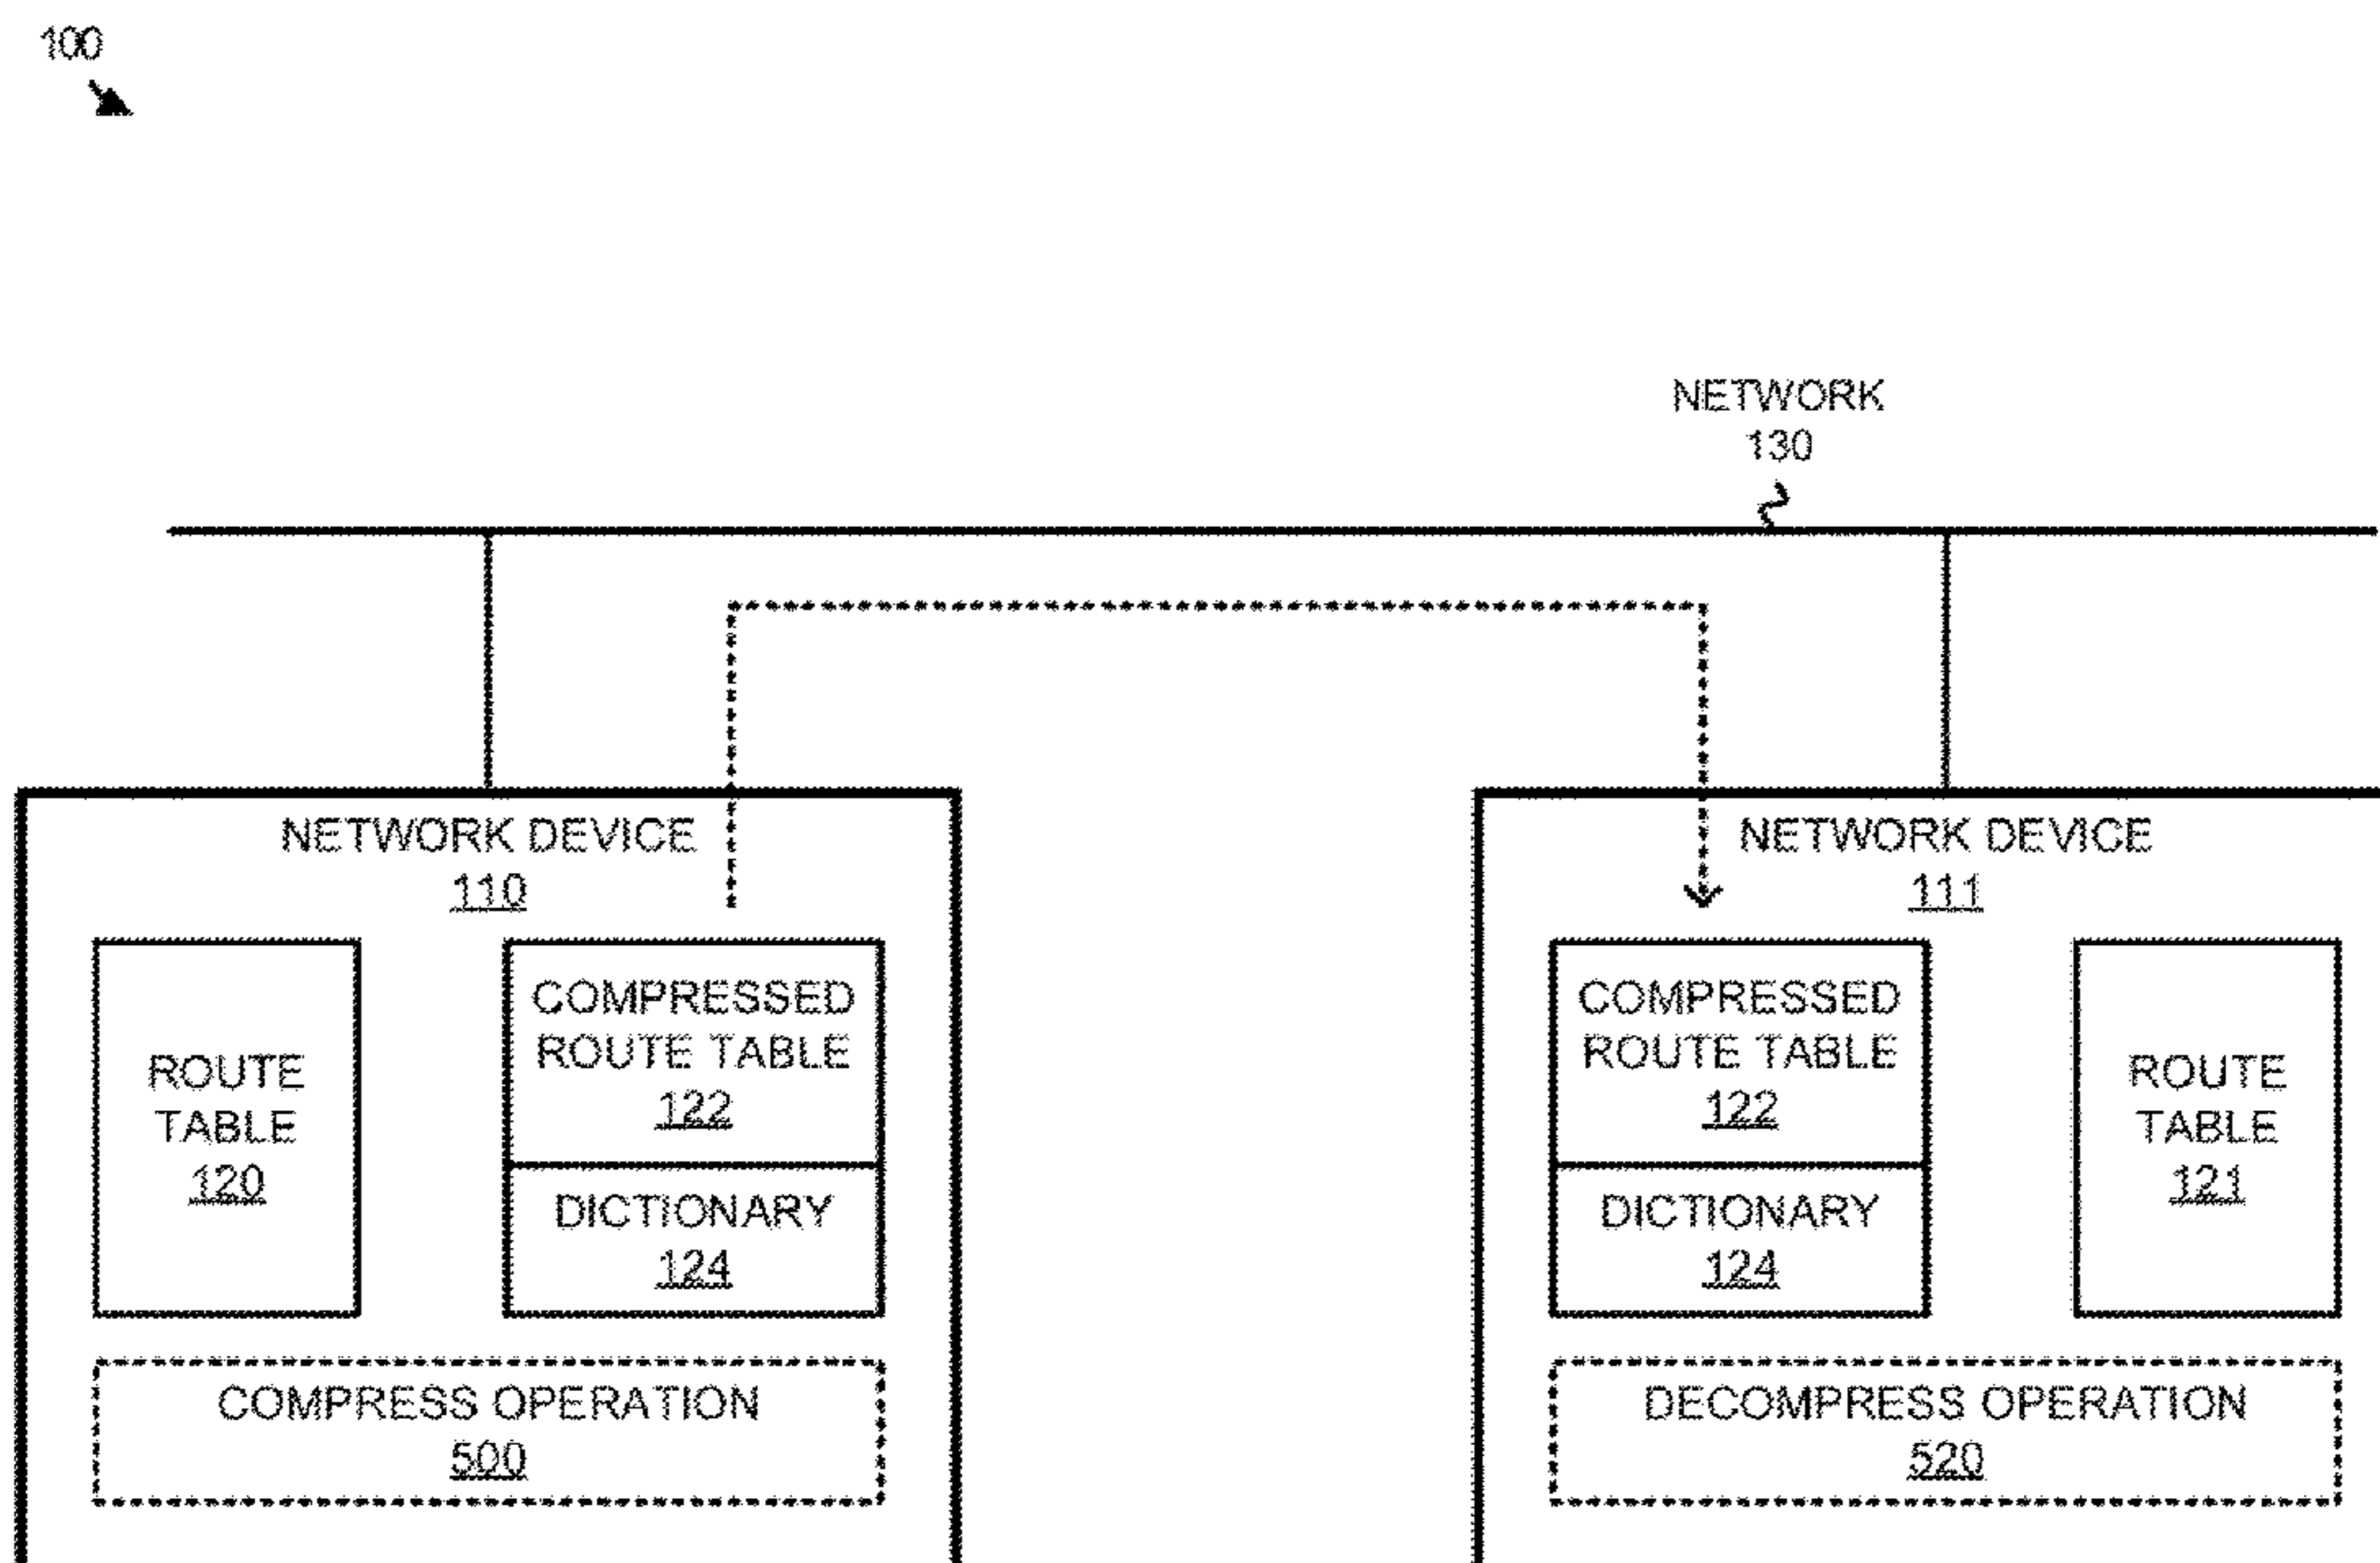 100
NETWORK
130
NETWORK DEVICE
110
ROUTE
TABLE
120
COMPRESSED
ROUTE TABLE
122
DICTIONARY
124
COMPRESS OPERATION
500
NETWORK DEVICE
111
COMPRESSED
ROUTE TABLE
122
DICTIONARY
124
ROUTE
TABLE
121
DECOMPRESS OPERATION
520